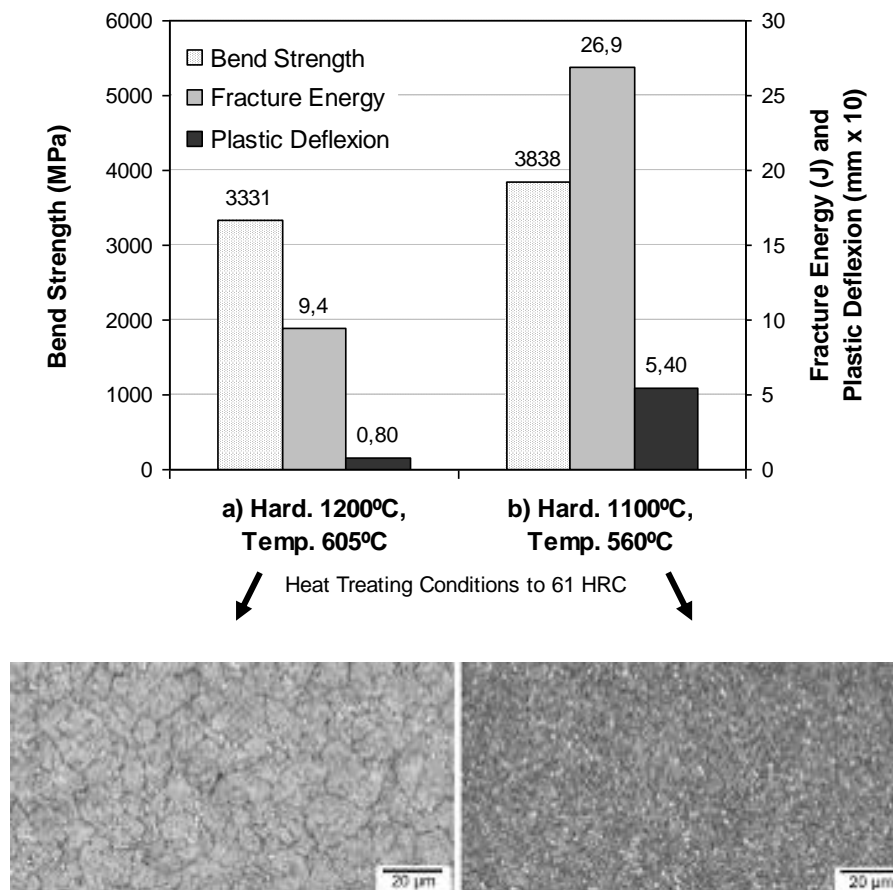 6000
5000
4000
3000
2000
1000
0
Bend Strength (MPa)
Bend Strength
Fracture Energy
Plastic Deflexion
3331
9,4
0,80
3838
26,9
5,40
30
25
20
15
10
5
0
Fracture Energy (J) and
Plastic Deflexion (mm x 10)
a) Hard. 1200ºC,
Temp. 605ºC
b) Hard. 1100ºC,
Temp. 560ºC
Heat Treating Conditions to 61 HRC
20 µm
20 µm